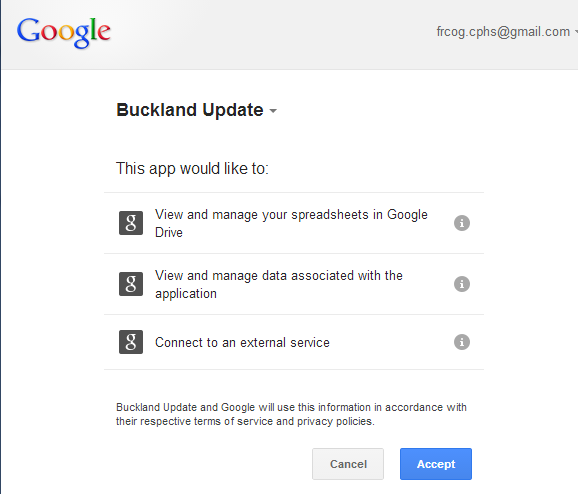 Google
frcog.cphs@gmail.com
Buckland Update
This app would like to:
View and manage your spreadsheets in Google
Drive
View and manage data associated with the
application
Connect to an external service
Buckland Update and Google will use this information in accordance with
their respective terms of service and privacy policies.
Cancel Accept